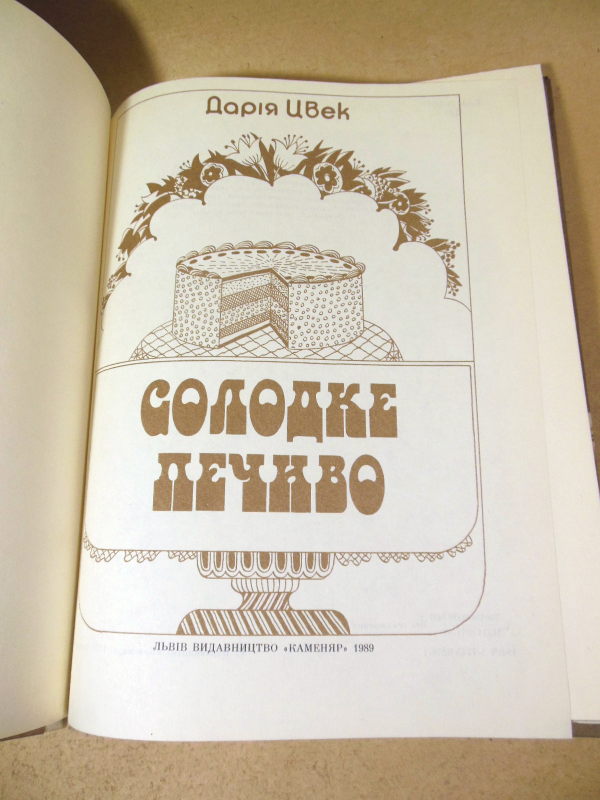 Дарія Цвек
СОЛОДКЕ
ПЕЧИВО
ЛЬВІВ ВИДАВНИЦТВО «КАМЕНЯР» 1989